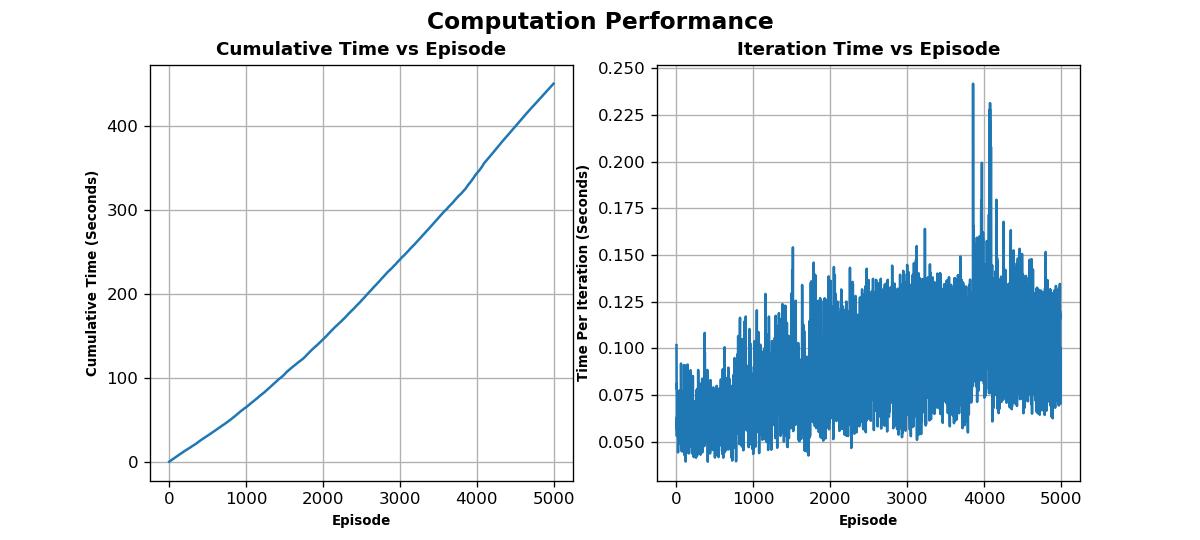 Computation Performance
Cumulative Time vs Episode
Cumulative Time (Seconds)
400
300
200
100
0
0 1000 2000 3000 4000 5000
Episode
Iteration Time vs Episode
Time Per Iteration (Seconds)
0.250
0.225
0.200
0.175
0.150
0.125
0.100
0.075
0.050
0 1000 2000 3000 4000 5000
Episode